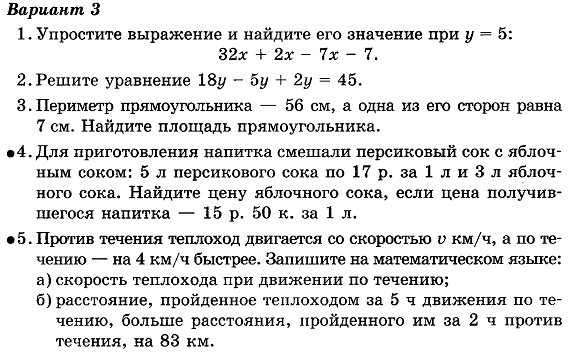 Вариант 3
1. Упростите выражение и найдите его значение при y = 5:
32x + 2x − 7x − 7.
2. Решите уравнение 18y − 5y + 2y = 45.
3. Периметр прямоугольника — 56 см, а одна из его сторон равна
7 см. Найдите площадь прямоугольника.
•4. Для приготовления напитка смешали персиковый сок с яблоч-
ным соком: 5 л персикового сока по 17 р. за 1 л и 3 л яблоч-
ного сока. Найдите цену яблочного сока, если цена получив-
шегося напитка — 15 р. 50 к. за 1 л.
•5. Против течения теплоход двигается со скоростью v км/ч, а по те-
чению — на 4 км/ч быстрее. Запишите на математическом языке:
а) скорость теплохода при движении по течению;
б) расстояние, пройденное теплоходом за 5 ч движения по те-
чению, больше расстояния, пройденного им за 2 ч против
течения, на 83 км.